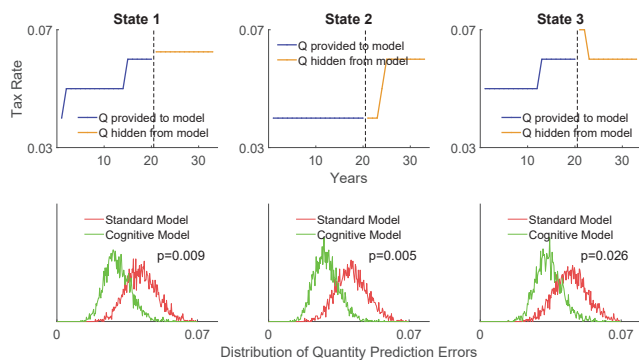 State 1
State 2
State 3
0.07
0.07
0.07
Tax Rate
Q provided to model
Q hidden from model
Q provided to model
Q hidden from model
Q provided to model
Q hidden from model
0.03
0.03
0.03
0 10 20 30
0 10 20 30
0 10 20 30
Years
Standard Model
Cognitive Model
p=0.009
Standard Model
Cognitive Model
p=0.005
Standard Model
Cognitive Model
p=0.026
0 0.07
0 0.07
0 0.07
Distribution of Quantity Prediction Errors